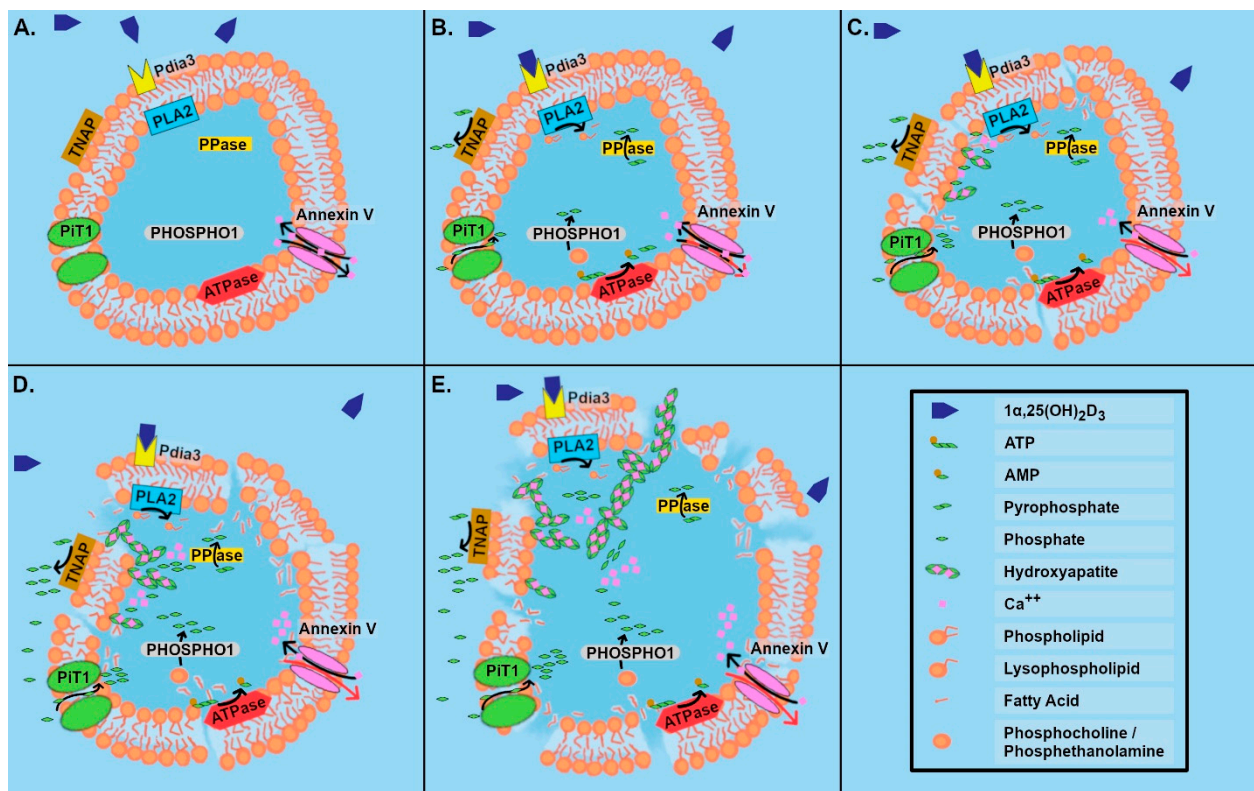 A.
Pdia3
PLA2
TNAP
PPase
Annexin V
PiT1
PHOSPHO1
ATPase
B.
Pdia3
PLA2
TNAP
PPase
Annexin V
PiT1
PHOSPHO1
ATPase
C.
Pdia3
PLA2
TNAP
PPase
Annexin V
PiT1
PHOSPHO1
ATPase
D.
Pdia3
PLA2
TNAP
PPase
Annexin V
PHOSPHO1
PiT1
ATPase
E.
Pdia3
PLA2
PPase
TNAP
Annexin V
PHOSPHO1
PiT1
ATPase
1α,25(OH)₂D₃
ATP
AMP
Pyrophosphate
Phosphate
Hydroxyapatite
Ca⁺⁺
Phospholipid
Lysophospholipid
Fatty Acid
Phosphocholine /
Phosphethanolamine